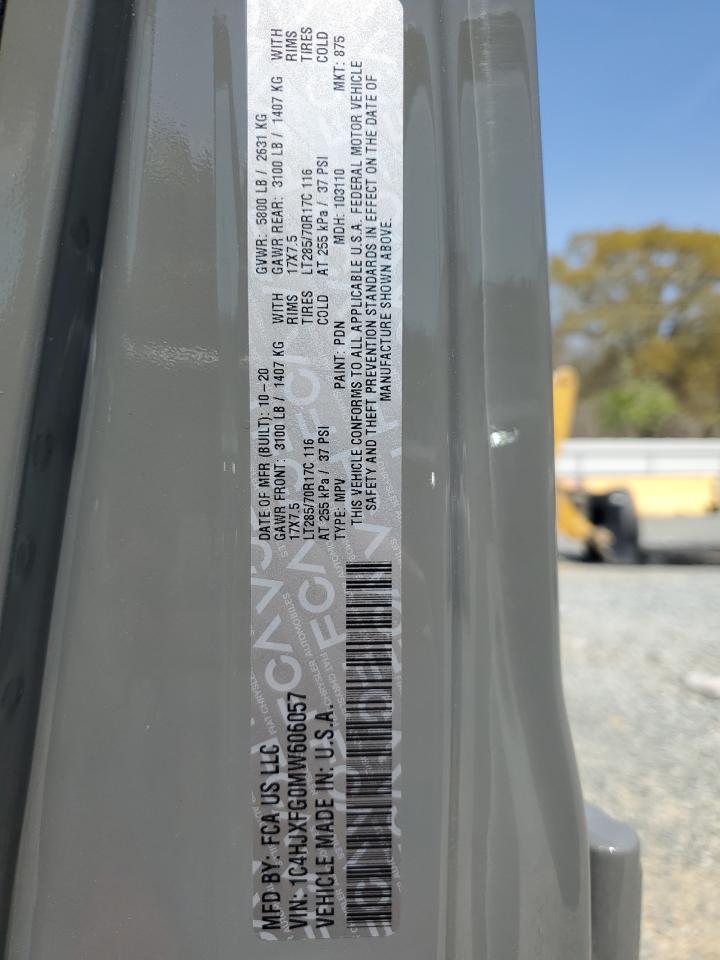 MFD BY: FCA US LLC
VIN: 1C4HJXFG0MW606057
VEHICLE MADE IN: U.S.A.
DATE OF MFR (BUILT): 10-20 GVWR: 5800 LB / 2631 KG
GAWR FRONT: 3100 LB / 1407 KG WITH GAWR REAR: 3100 LB / 1407 KG WITH
17X7.5 RIMS 17X7.5 RIMS
LT285/70R17C 116 TIRES LT285/70R17C 116 TIRES
AT 255 kPa / 37 PSI COLD AT 255 kPa / 37 PSI COLD
TYPE: MPV PAINT: PDN MDH: 103110 MKT: 875
THIS VEHICLE CONFORMS TO ALL APPLICABLE U.S.A. FEDERAL MOTOR VEHICLE
SAFETY AND THEFT PREVENTION STANDARDS IN EFFECT ON THE DATE OF
MANUFACTURE SHOWN ABOVE.